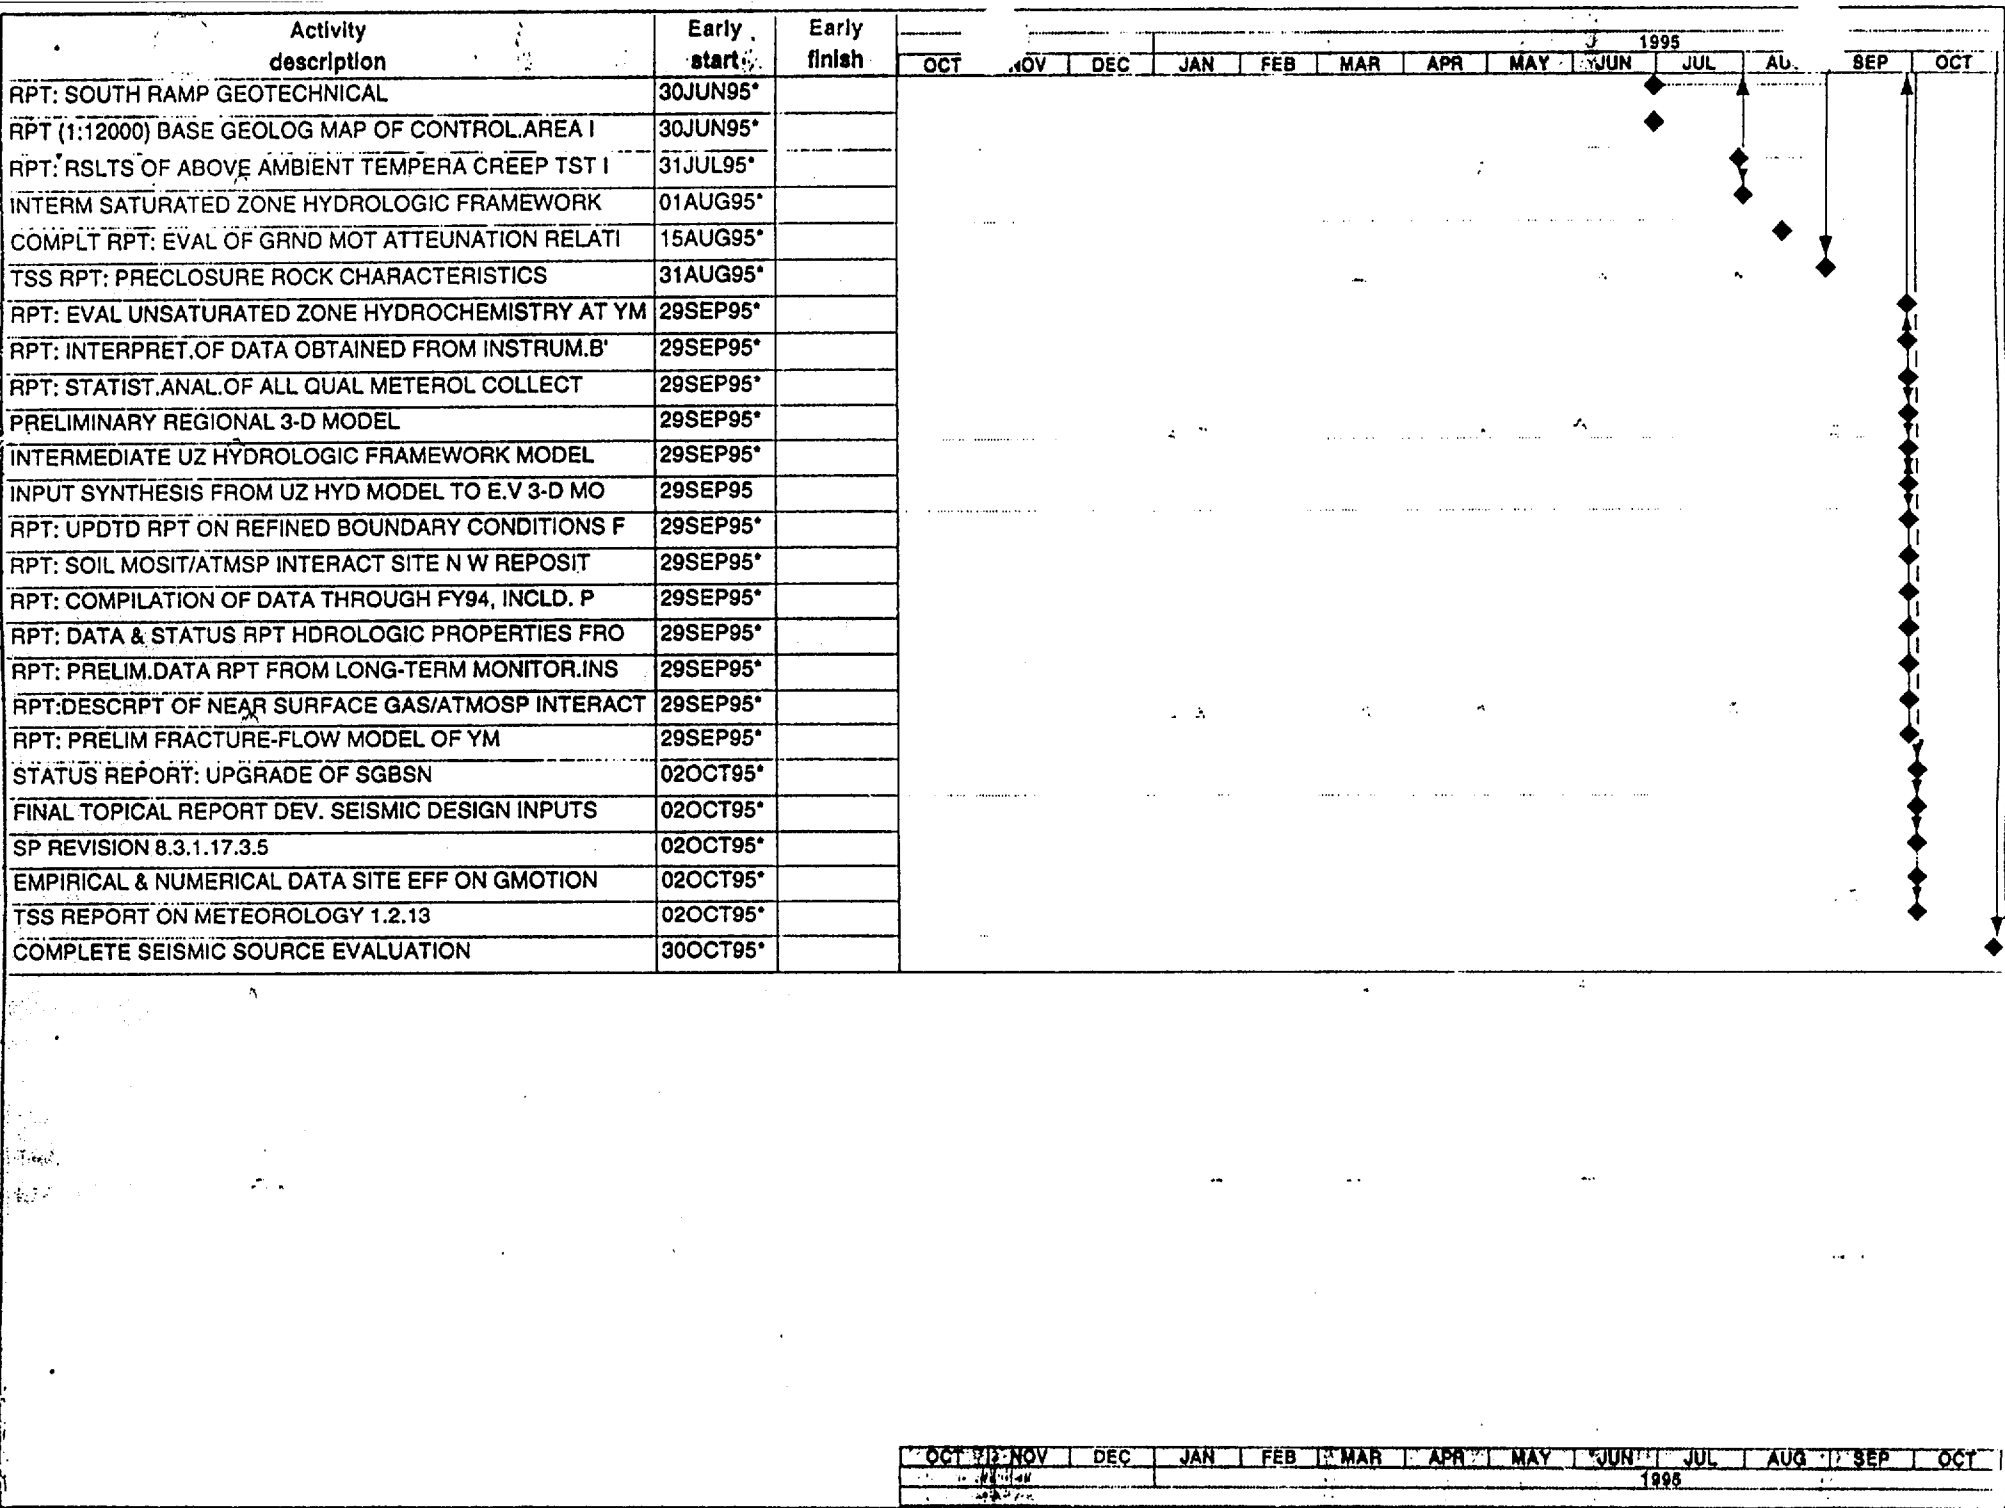 Activity description Early start Early finish
1995
OCT NOV DEC JAN FEB MAR APR MAY JUN JUL AU SEP OCT
RPT: SOUTH RAMP GEOTECHNICAL 30JUN95*
RPT (1:12000) BASE GEOLOG MAP OF CONTROL.AREA I 30JUN95*
RPT: RSLTS OF ABOVE AMBIENT TEMPERA CREEP TST I 31JUL95*
INTERM SATURATED ZONE HYDROLOGIC FRAMEWORK 01AUG95*
COMPLT RPT: EVAL OF GRND MOT ATTEUNATION RELATI 15AUG95*
TSS RPT: PRECLOSURE ROCK CHARACTERISTICS 31AUG95*
RPT: EVAL UNSATURATED ZONE HYDROCHEMISTRY AT YM 29SEP95*
RPT: INTERPRET.OF DATA OBTAINED FROM INSTRUM.B' 29SEP95*
RPT: STATIST.ANAL.OF ALL QUAL METEROL COLLECT 29SEP95*
PRELIMINARY REGIONAL 3-D MODEL 29SEP95*
INTERMEDIATE UZ HYDROLOGIC FRAMEWORK MODEL 29SEP95*
INPUT SYNTHESIS FROM UZ HYD MODEL TO E.V 3-D MO 29SEP95
RPT: UPDTD RPT ON REFINED BOUNDARY CONDITIONS F 29SEP95*
RPT: SOIL MOSIT/ATMSP INTERACT SITE N W REPOSIT 29SEP95*
RPT: COMPILATION OF DATA THROUGH FY94, INCLD. P 29SEP95*
RPT: DATA & STATUS RPT HDROLOGIC PROPERTIES FRO 29SEP95*
RPT: PRELIM.DATA RPT FROM LONG-TERM MONITOR.INS 29SEP95*
RPT:DESCRPT OF NEAR SURFACE GAS/ATMOSP INTERACT 29SEP95*
RPT: PRELIM FRACTURE-FLOW MODEL OF YM 29SEP95*
STATUS REPORT: UPGRADE OF SGBSN 02OCT95*
FINAL TOPICAL REPORT DEV. SEISMIC DESIGN INPUTS 02OCT95*
SP REVISION 8.3.1.17.3.5 02OCT95*
EMPIRICAL & NUMERICAL DATA SITE EFF ON GMOTION 02OCT95*
TSS REPORT ON METEOROLOGY 1.2.13 02OCT95*
COMPLETE SEISMIC SOURCE EVALUATION 30OCT95*
OCT NOV DEC JAN FEB MAR APR MAY JUN JUL AUG SEP OCT
1995